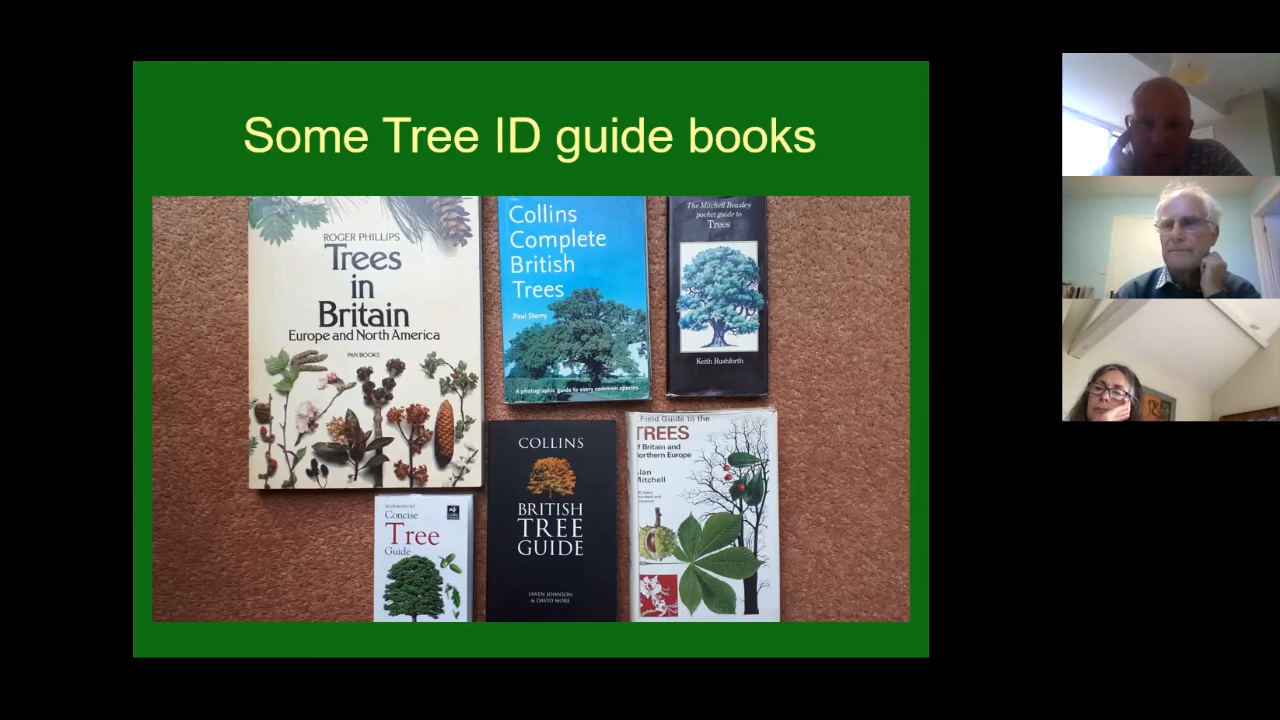 Some Tree ID guide books
ROGER PHILLIPS
Trees
in
Britain
Europe and North America
PAN BOOKS
Collins
Complete
British
Trees
Paul Sterry
A photographic guide to every common species
The Mitchell Beazley
pocket guide to
Trees
Keith Rushforth
Concise
Tree
Guide
COLLINS
BRITISH
TREE
GUIDE
OWEN JOHNSON
& DAVID MORE
Field Guide to the
TREES
f Britain and
orthern Europe
lan
Mitchell